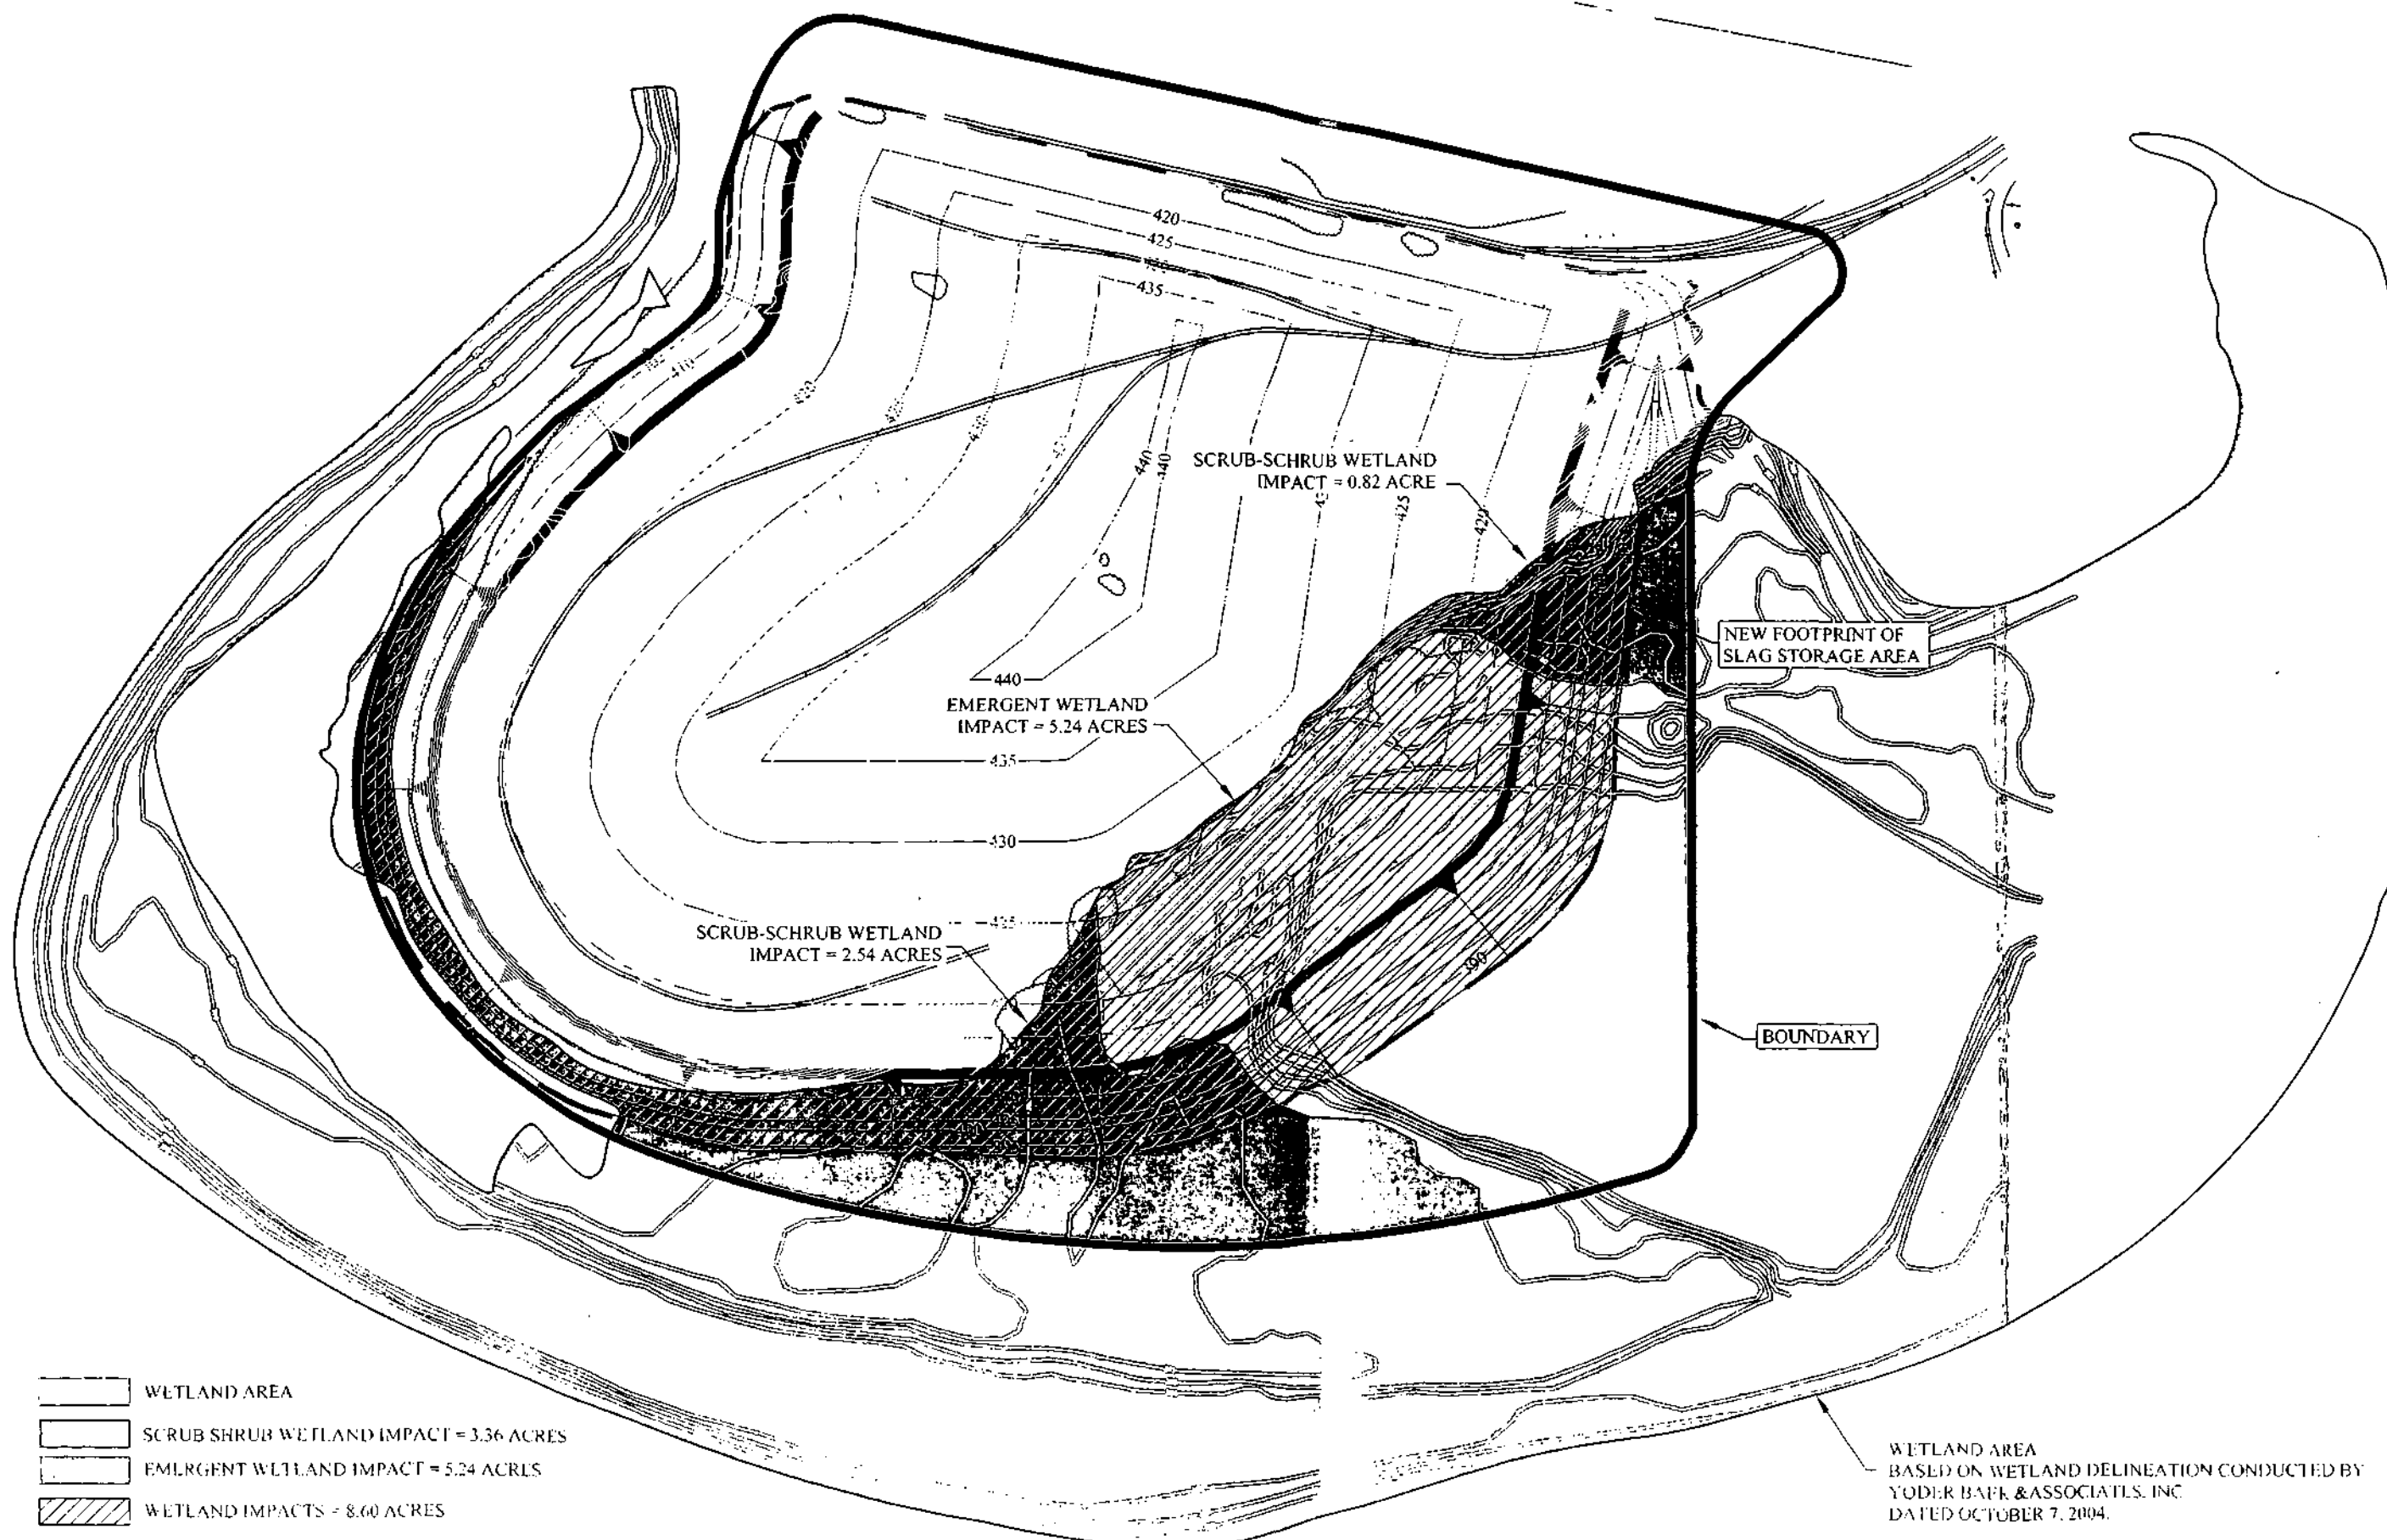 420
425
435
420
410
440
440
SCRUB-SCHRUB WETLAND
IMPACT = 0.82 ACRE
425
420
NEW FOOTPRINT OF
SLAG STORAGE AREA
440
EMERGENT WETLAND
IMPACT = 5.24 ACRES
435
430
425
SCRUB-SCHRUB WETLAND
IMPACT = 2.54 ACRES
390
BOUNDARY
WETLAND AREA
SCRUB SHRUB WETLAND IMPACT = 3.36 ACRES
EMERGENT WETLAND IMPACT = 5.24 ACRES
WETLAND IMPACTS = 8.60 ACRES
WETLAND AREA
BASED ON WETLAND DELINEATION CONDUCTED BY
YODER &ASSOCIATES, INC
DATED OCTOBER 7, 2004.